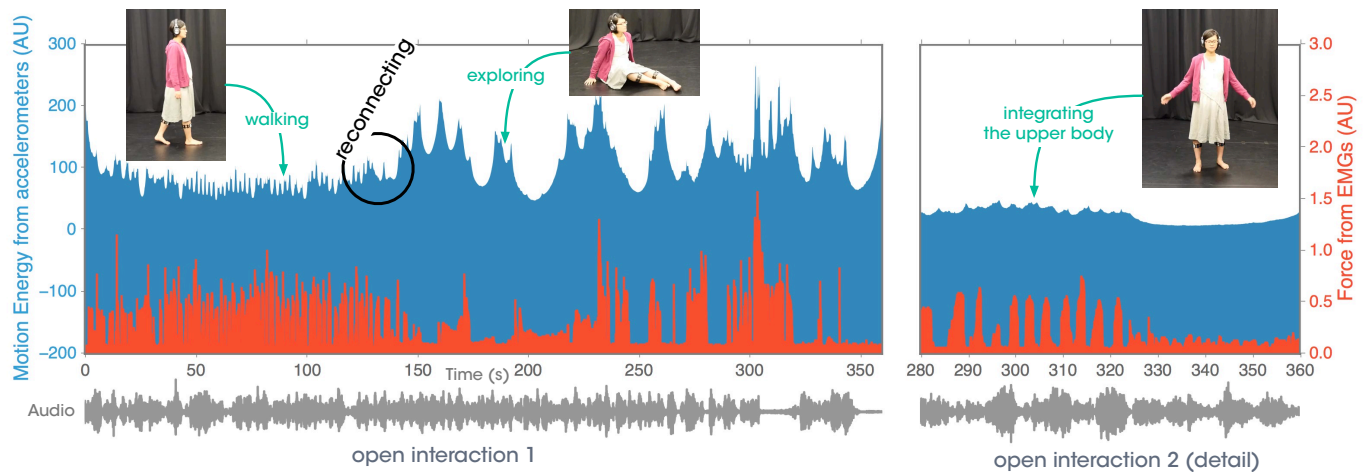 Motion Energy from accelerometers (AU)
300
200
100
0
−100
−200
walking
reconnecting
exploring
0
50
100
150
200
250
300
350
Time (s)
Audio
open interaction 1
integrating
the upper body
3.0
2.5
2.0
1.5
1.0
0.5
0.0
Force from EMGs (AU)
280
290
300
310
320
330
340
350
360
open interaction 2 (detail)